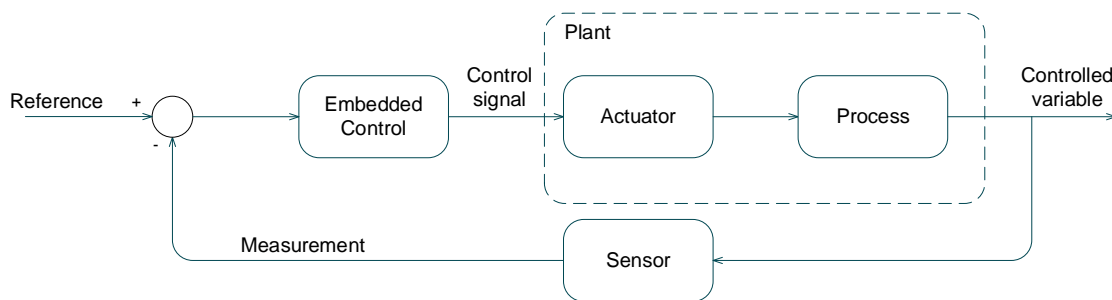 Plant
Control
signal
Controlled
variable
Reference
+
-
Embedded
Control
Actuator
Process
Measurement
Sensor